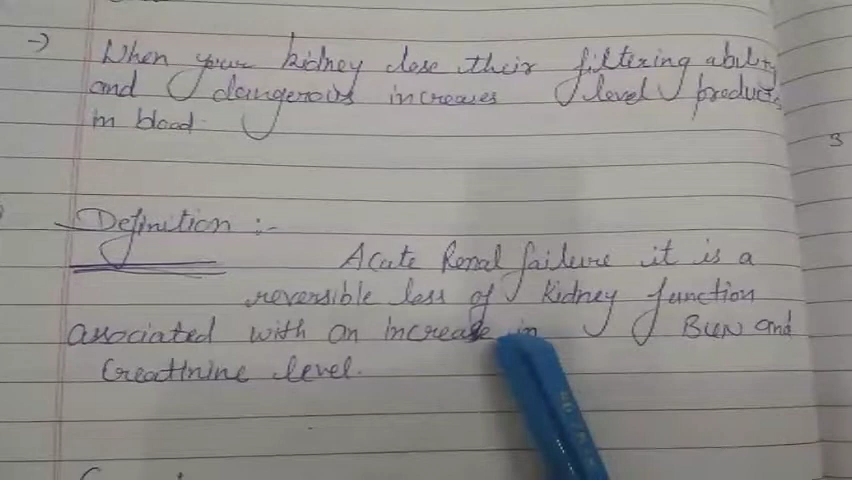 → When your kidney lose their filtering ability
and dangerous increases level products
in blood.
Definition :-
Acute Renal failure it is a
reversible loss of kidney function
associated with an increase in BUN and
Creatinine level.